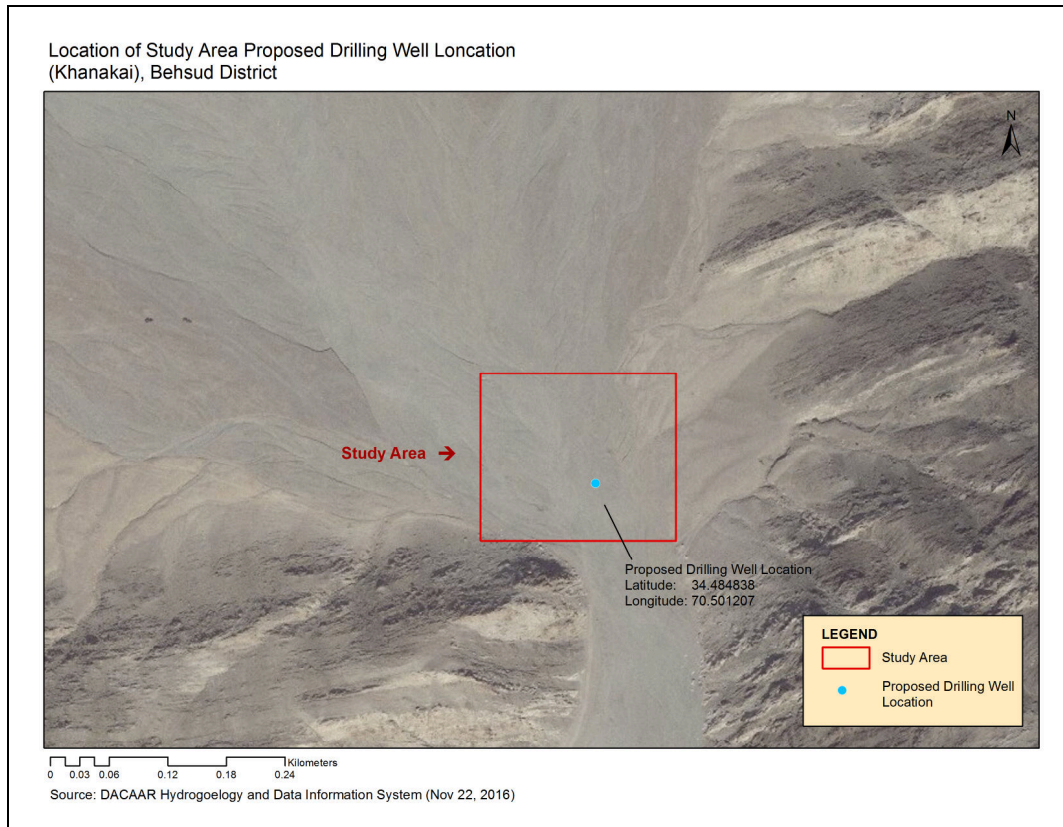 Location of Study Area Proposed Drilling Well Loncation
(Khanakai), Behsud District
N
Study Area
Proposed Drilling Well Location
Latitude: 34.484838
Longitude: 70.501207
LEGEND
Study Area
Proposed Drilling Well
Location
Kilometers
0 0.03 0.06 0.12 0.18 0.24
Source: DACAAR Hydrogoelogy and Data Information System (Nov 22, 2016)